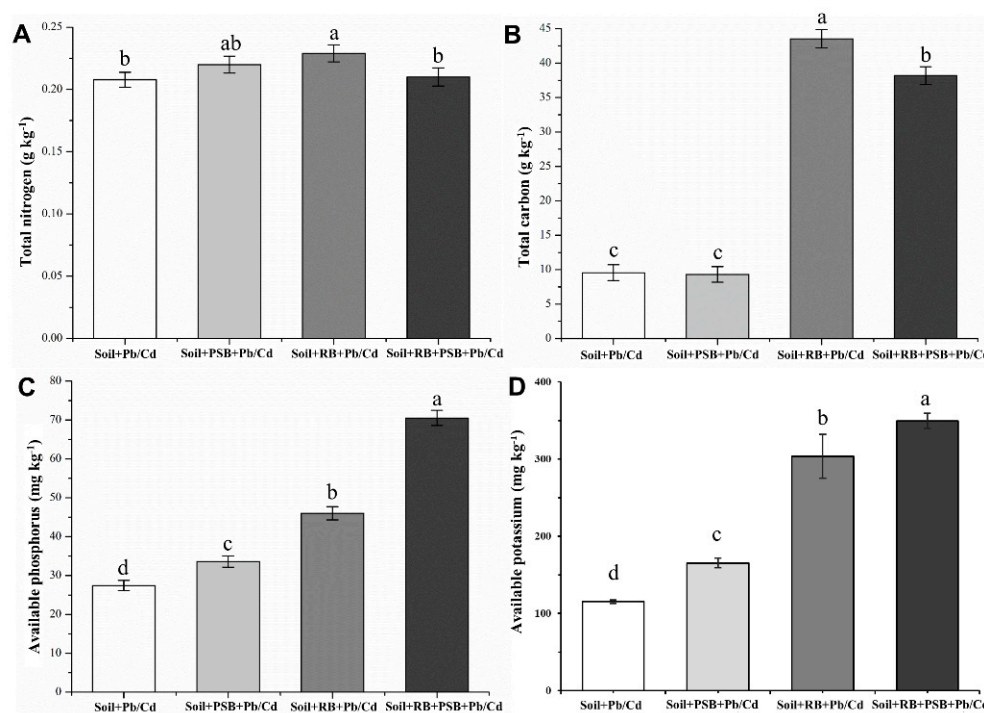 A
Total nitrogen (g kg⁻¹)
0.25
0.20
0.15
0.10
0.05
0.00
b
ab
a
b
Soil+Pb/Cd
Soil+PSB+Pb/Cd
Soil+RB+Pb/Cd
Soil+RB+PSB+Pb/Cd
B
Total carbon (g kg⁻¹)
45
40
35
30
25
20
15
10
5
0
c
c
a
b
Soil+Pb/Cd
Soil+PSB+Pb/Cd
Soil+RB+Pb/Cd
Soil+RB+PSB+Pb/Cd
C
Available phosphorus (mg kg⁻¹)
80
70
60
50
40
30
20
10
0
d
c
b
a
Soil+Pb/Cd
Soil+PSB+Pb/Cd
Soil+RB+Pb/Cd
Soil+RB+PSB+Pb/Cd
D
Available potassium (mg kg⁻¹)
400
300
200
100
0
d
c
b
a
Soil+Pb/Cd
Soil+PSB+Pb/Cd
Soil+RB+Pb/Cd
Soil+RB+PSB+Pb/Cd